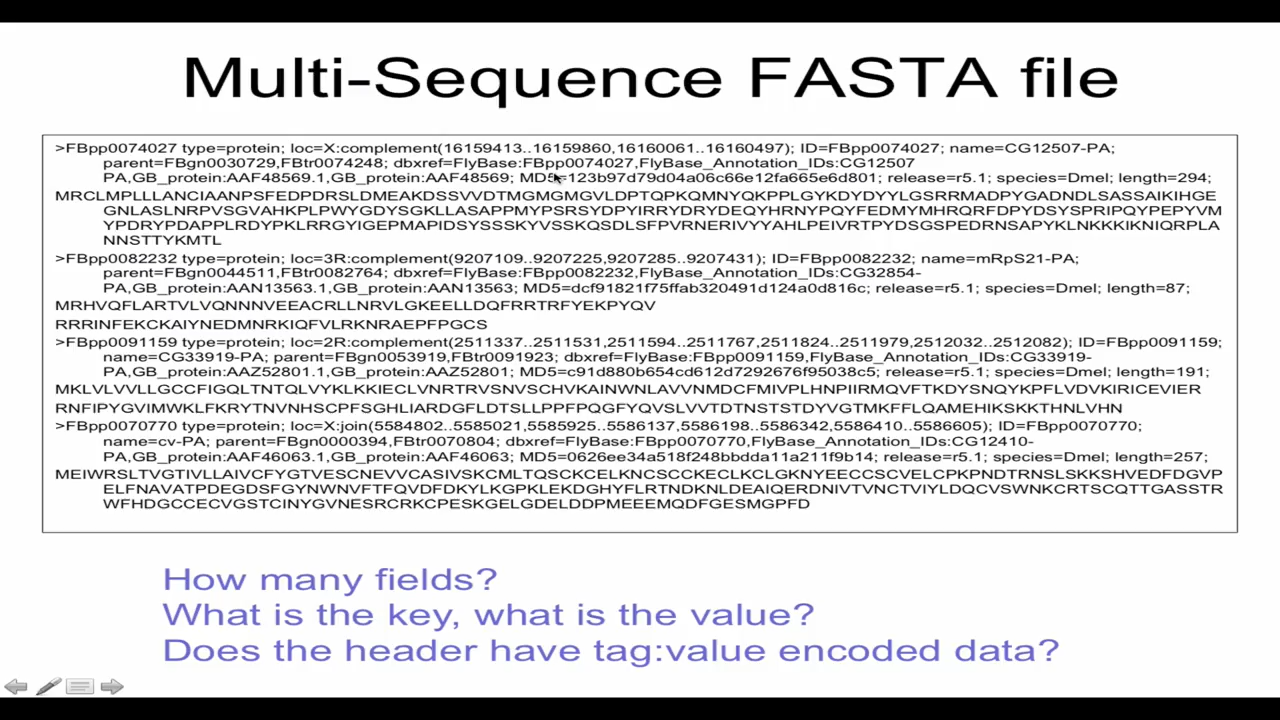 Multi-Sequence FASTA file
>FBpp0074027 type=protein; loc=X:complement(16159413..16159860,16160061..16160497); ID=FBpp0074027; name=CG12507-PA;
parent=FBgn0030729,FBtr0074248; dbxref=FlyBase:FBpp0074027,FlyBase_Annotation_IDs:CG12507
PA,GB_protein:AAF48569.1,GB_protein:AAF48569; MD5=123b97d79d04a06c66e12fa665e6d801; release=r5.1; species=Dmel; length=294;
MRCLMPLLLANCIAANPSFEDPDRSLDMEAKDSSVVDTMGMGMGVLDPTQPKQMNYQKPPLGYKDYDYYLGSRRMADPYGADNDLSASSAIKIHGE
GNLASLNRPVSGVAHKPLPWYGDYSGKLLASAPPMYPSRSYDPYIRRYDRYDEQYHRNYPQYFEDMYMHRQRFDPYDSYSPRIPQYPEPYVM
YPDRYPDAPPLRDYPKLRRGYIGEPMAPIDSYSSSKYVSSKQSDLSFPVRNERIVYYAHLPEIVRTPYDSGSPEDRNSAPYKLNKKKIKNIQRPLA
NNSTTYKMTL
>FBpp0082232 type=protein; loc=3R:complement(9207109..9207225,9207285..9207431); ID=FBpp0082232; name=mRpS21-PA;
parent=FBgn0044511,FBtr0082764; dbxref=FlyBase:FBpp0082232,FlyBase_Annotation_IDs:CG32854-
PA,GB_protein:AAN13563.1,GB_protein:AAN13563; MD5=dcf91821f75ffab320491d124a0d816c; release=r5.1; species=Dmel; length=87;
MRHVQFLARTVLVQNNNVEEACRLLNRVLGKEELLDQFRRTRFYEKPYQV
RRRINFEKCKAIYNEDMNRKIQFVLRKNRAEPFPGCS
>FBpp0091159 type=protein; loc=2R:complement(2511337..2511531,2511594..2511767,2511824..2511979,2512032..2512082); ID=FBpp0091159;
name=CG33919-PA; parent=FBgn0053919,FBtr0091923; dbxref=FlyBase:FBpp0091159,FlyBase_Annotation_IDs:CG33919-
PA,GB_protein:AAZ52801.1,GB_protein:AAZ52801; MD5=c91d880b654cd612d7292676f95038c5; release=r5.1; species=Dmel; length=191;
MKLVLVVLLGCCFIGQLTNTQLVYKLKKIECLVNRTRVSNVSCHVKAINWNLAVVNMDCFMIVPLHNPIIRMQVFTKDYSNQYKPFLVDVKIRICEVIER
RNFIPYGVIMWKLFKRYTNVNHSCPFSGHLIARDGFLDTSLLPPFPQGFYQVSLVVTDTNSTSTDYVGTMKFFLQAMEHIKSKKTHNLVHN
>FBpp0070770 type=protein; loc=X:join(5584802..5585021,5585925..5586137,5586198..5586342,5586410..5586605); ID=FBpp0070770;
name=cv-PA; parent=FBgn0000394,FBtr0070804; dbxref=FlyBase:FBpp0070770,FlyBase_Annotation_IDs:CG12410-
PA,GB_protein:AAF46063.1,GB_protein:AAF46063; MD5=0626ee34a518f248bbdda11a211f9b14; release=r5.1; species=Dmel; length=257;
MEIWRSLTVGTIVLLAIVCFYGTVESCNEVVCASIVSKCMLTQSCKCELKNCSCCKECLKCLGKNYEECCSCVELCPKPNDTRNSLSKKSHVEDFDGVP
ELFNAVATPDEGDSFGYNWNVFTFQVDFDKYLKGPKLEKDGHYFLRTNDKNLDEAIQERDNIVTVNCTVIYLDQCVSWNKCRTSCQTTGASSTR
WFHDGCCECVGSTCINYGVNESRCRKCPESKGELGDELDDPMEEEMQDFGESMGPFD
How many fields?
What is the key, what is the value?
Does the header have tag:value encoded data?